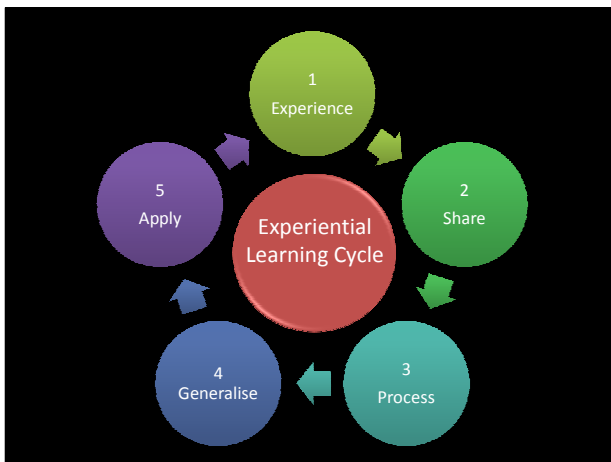 1
Experience
2
Share
3
Process
4
Generalise
5
Apply
Experiential
Learning Cycle